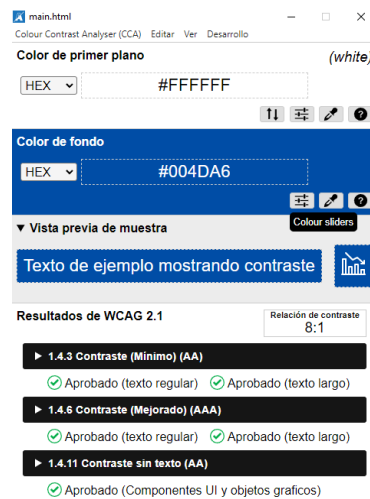 main.html
Colour Contrast Analyser (CCA) Editar Ver Desarrollo
Color de primer plano (white)
HEX #FFFFFF
Color de fondo
HEX #004DA6
Colour sliders
▼ Vista previa de muestra
Texto de ejemplo mostrando contraste
Resultados de WCAG 2.1
Relación de contraste
8:1
▶ 1.4.3 Contraste (Mínimo) (AA)
Aprobado (texto regular) Aprobado (texto largo)
▶ 1.4.6 Contraste (Mejorado) (AAA)
Aprobado (texto regular) Aprobado (texto largo)
▶ 1.4.11 Contraste sin texto (AA)
Aprobado (Componentes UI y objetos graficos)